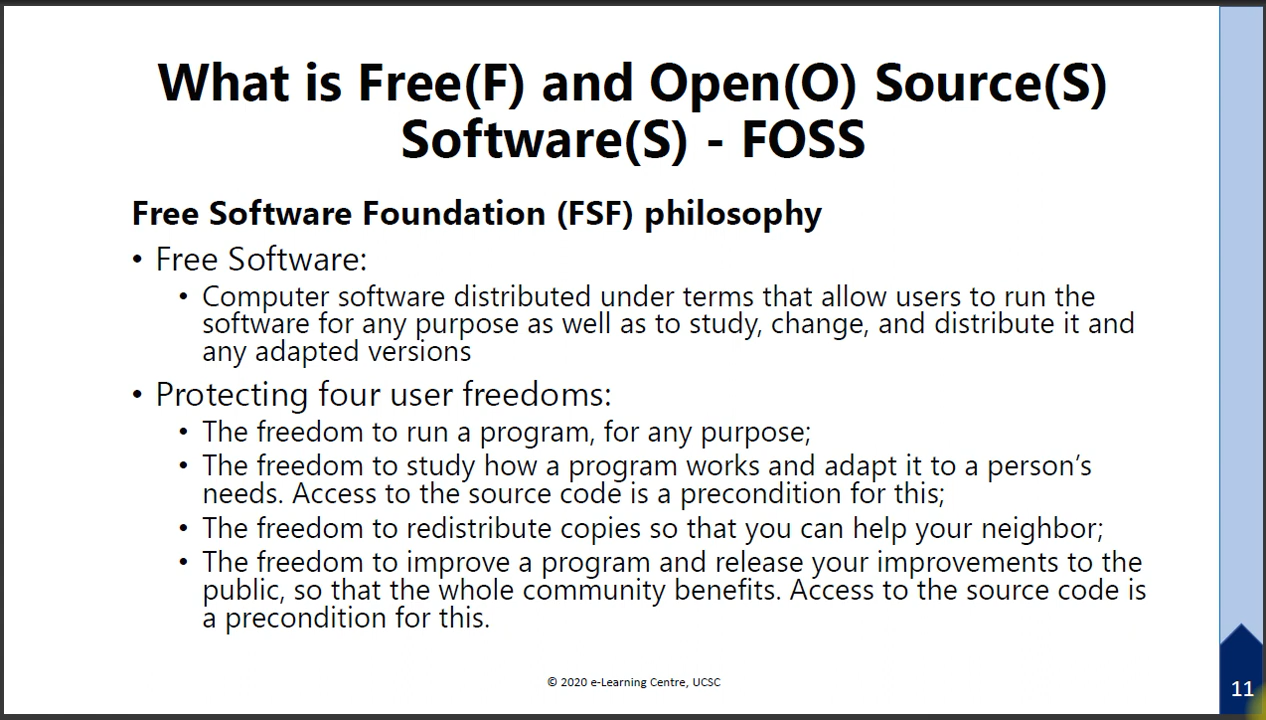 What is Free(F) and Open(O) Source(S)
Software(S) - FOSS
Free Software Foundation (FSF) philosophy
• Free Software:
• Computer software distributed under terms that allow users to run the
software for any purpose as well as to study, change, and distribute it and
any adapted versions
• Protecting four user freedoms:
• The freedom to run a program, for any purpose;
• The freedom to study how a program works and adapt it to a person’s
needs. Access to the source code is a precondition for this;
• The freedom to redistribute copies so that you can help your neighbor;
• The freedom to improve a program and release your improvements to the
public, so that the whole community benefits. Access to the source code is
a precondition for this.
© 2020 e-Learning Centre, UCSC
11